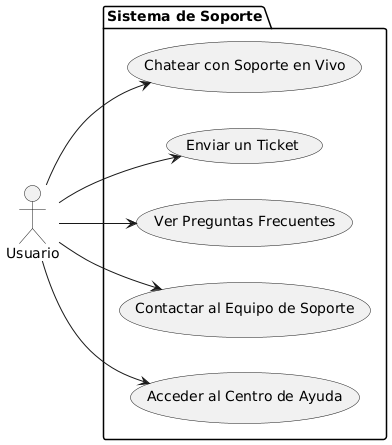 Sistema de Soporte
Chatear con Soporte en Vivo
Enviar un Ticket
Ver Preguntas Frecuentes
Usuario
Contactar al Equipo de Soporte
Acceder al Centro de Ayuda